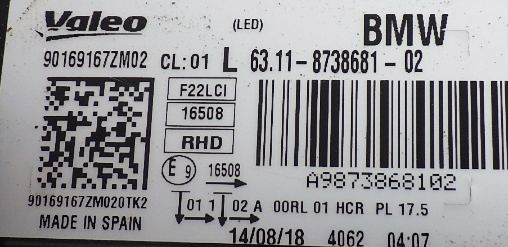 Valeo (LED) BMW
90169167ZM02 CL:01 L 63.11-8738681-02
F22LCI
16508
RHD
E9 16508
A9873868102
90169167ZM020TK2
01 1 02 A 00RL 01 HCR PL 17.5
MADE IN SPAIN
14/08/18 4062 04:07